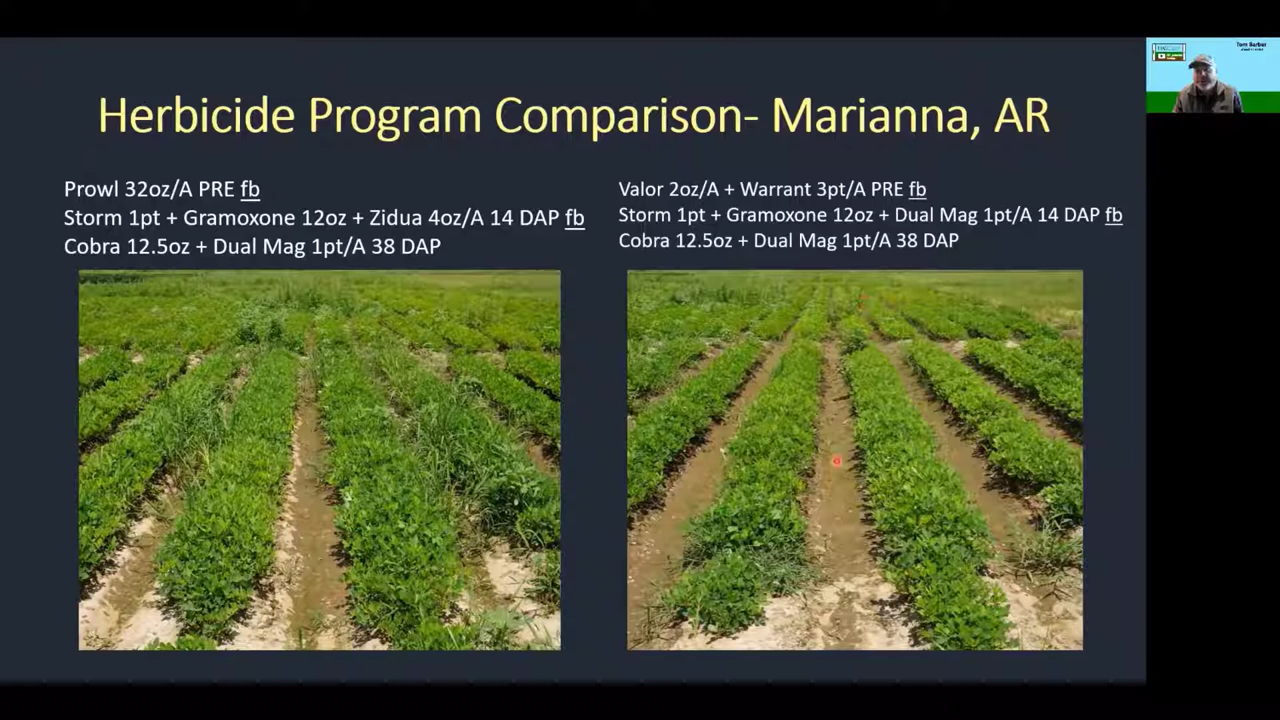 Herbicide Program Comparison- Marianna, AR
Prowl 32oz/A PRE fb
Storm 1pt + Gramoxone 12oz + Zidua 4oz/A 14 DAP fb
Cobra 12.5oz + Dual Mag 1pt/A 38 DAP
Valor 2oz/A + Warrant 3pt/A PRE fb
Storm 1pt + Gramoxone 12oz + Dual Mag 1pt/A 14 DAP fb
Cobra 12.5oz + Dual Mag 1pt/A 38 DAP
Tom Barber